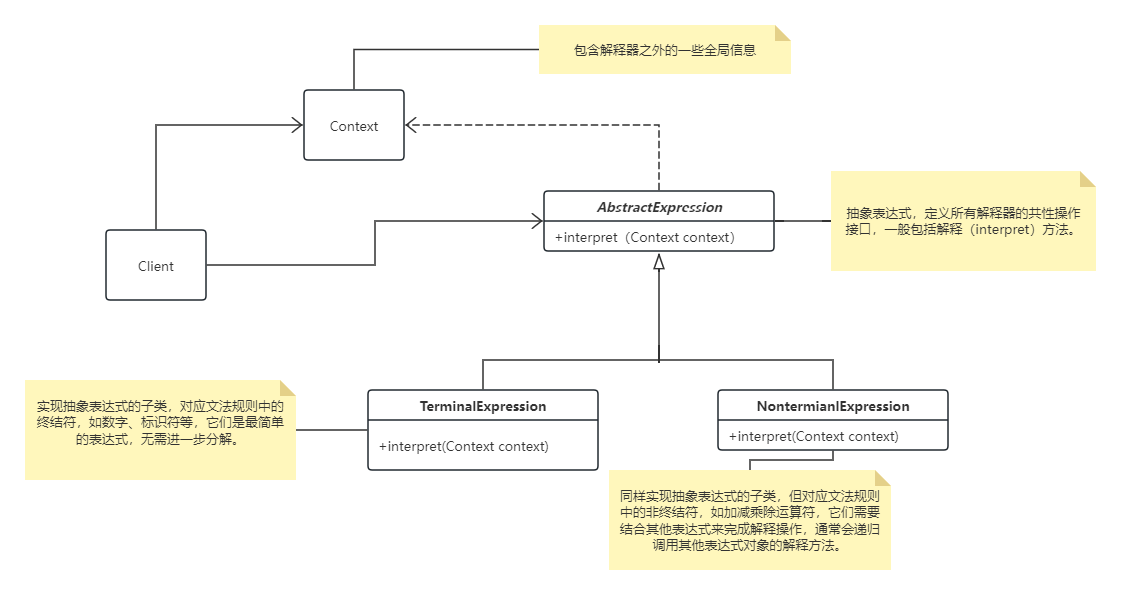 包含解释器之外的一些全局信息
Context
AbstractExpression
+interpret（Context context）
抽象表达式，定义所有解释器的共性操作
接口，一般包括解释（interpret）方法。
Client
实现抽象表达式的子类，对应文法规则中的
终结符，如数字、标识符等，它们是最简单
的表达式，无需进一步分解。
TerminalExpression
+interpret(Context context)
NontermianlExpression
+interpret(Context context)
同样实现抽象表达式的子类，但对应文法规则
中的非终结符，如加减乘除运算符，它们需要
结合其他表达式来完成解释操作，通常会递归
调用其他表达式对象的解释方法。